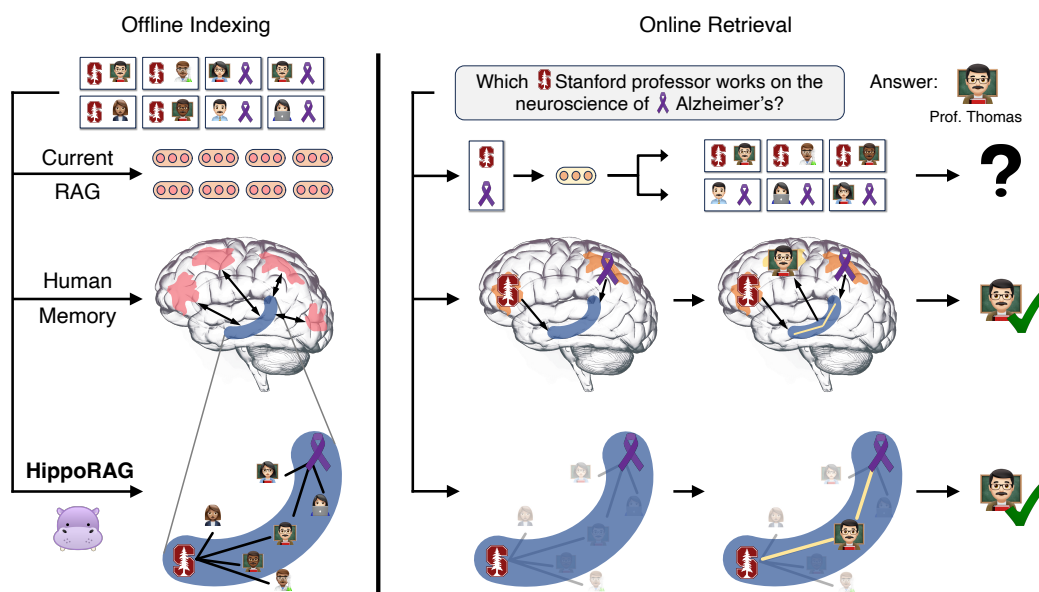 Offline Indexing
Online Retrieval
Which S Stanford professor works on the
neuroscience of Alzheimer's?
Answer:
Prof. Thomas
Current
RAG
?
Human
Memory
HippoRAG